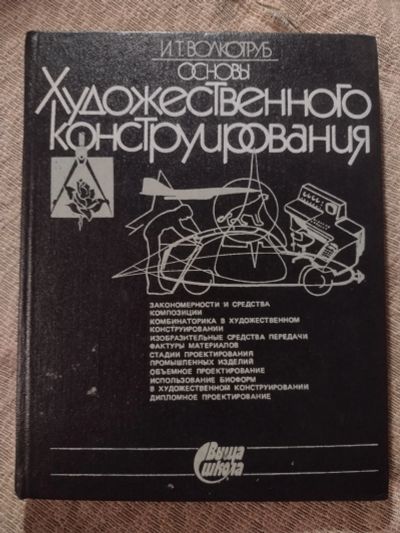 И.Т. ВОЛКОТРУБ
ОСНОВЫ
ХУДОЖЕСТВЕННОГО
КОНСТРУИРОВАНИЯ
ЗАКОНОМЕРНОСТИ И СРЕДСТВА
КОМПОЗИЦИИ
КОМБИНАТОРИКА В ХУДОЖЕСТВЕННОМ
КОНСТРУИРОВАНИИ
ИЗОБРАЗИТЕЛЬНЫЕ СРЕДСТВА ПЕРЕДАЧИ
ФАКТУРЫ МАТЕРИАЛОВ
СТАДИИ ПРОЕКТИРОВАНИЯ
ПРОМЫШЛЕННЫХ ИЗДЕЛИЙ
ОБЪЕМНОЕ ПРОЕКТИРОВАНИЕ
ИСПОЛЬЗОВАНИЕ БИОФОРМ
В ХУДОЖЕСТВЕННОМ КОНСТРУИРОВАНИИ
ДИПЛОМНОЕ ПРОЕКТИРОВАНИЕ
Вища
школа